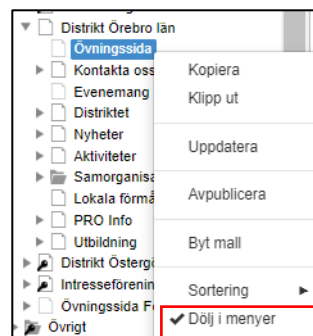 Distrikt Örebro län
Övningssida
Kontakta oss
Evenemang
Distriktet
Nyheter
Aktiviteter
Samorganisa
Lokala förmå
PRO Info
Utbildning
Distrikt Östergö
Intresseförenin
Övningssida F
Övrigt
Kopiera
Klipp ut
Uppdatera
Avpublicera
Byt mall
Sortering
Dölj i menyer